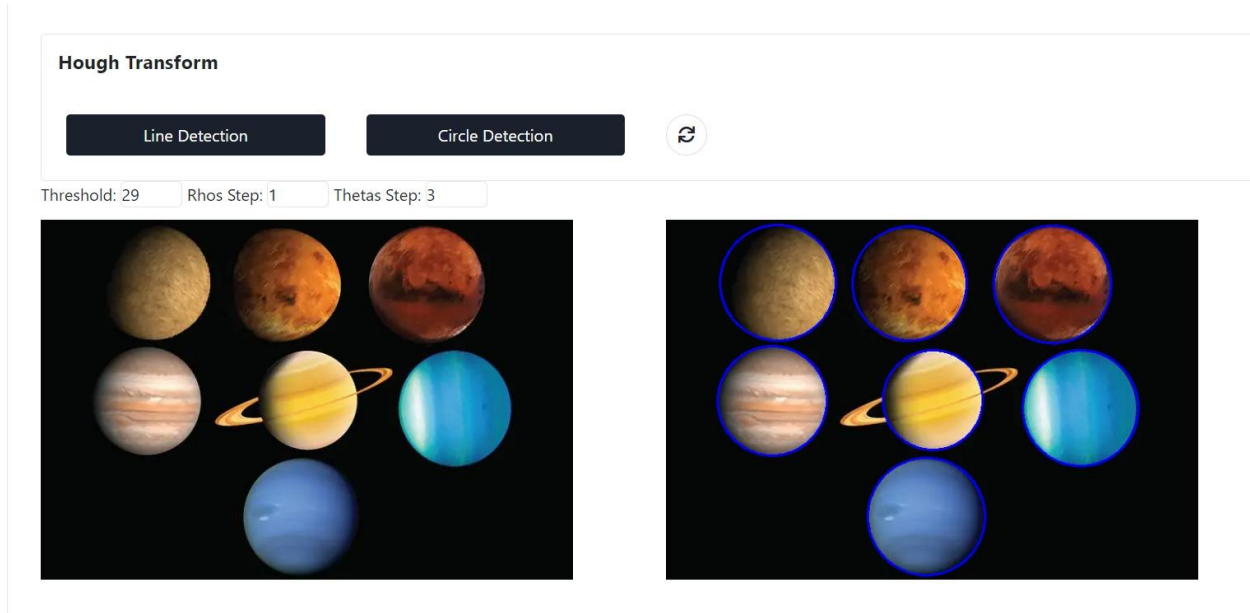 Hough Transform
Line Detection Circle Detection
Threshold: 29 Rhos Step: 1 Thetas Step: 3